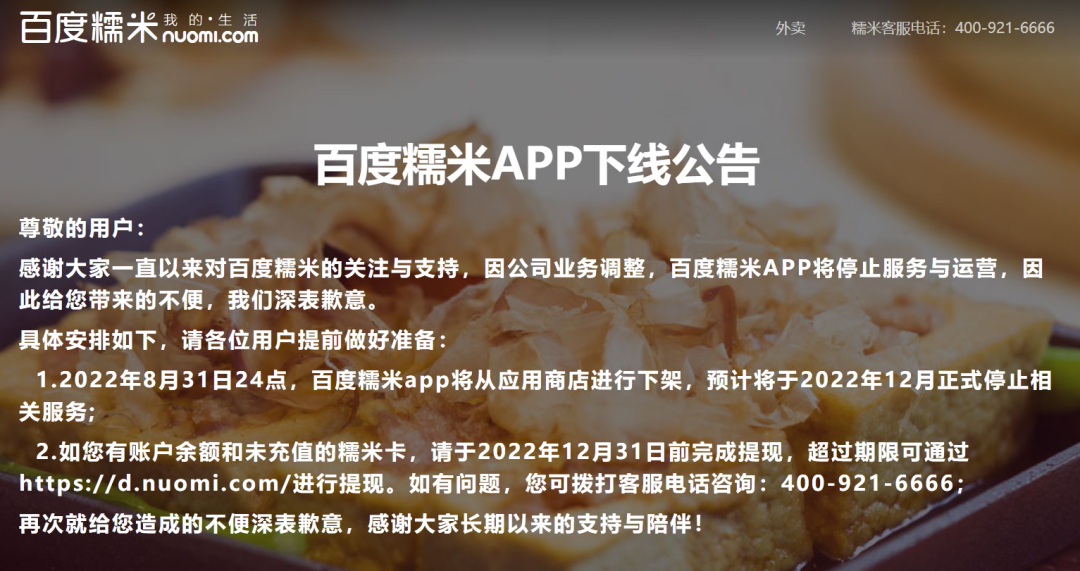 百度糯米 我的·生活 nuomi.com
外卖 糯米客服电话：400-921-6666
百度糯米APP下线公告
尊敬的用户：
感谢大家一直以来对百度糯米的关注与支持，因公司业务调整，百度糯米APP将停止服务与运营，因
此给您带来的不便，我们深表歉意。
具体安排如下，请各位用户提前做好准备：
1.2022年8月31日24点，百度糯米app将从应用商店进行下架，预计将于2022年12月正式停止相
关服务；
2.如您有账户余额和未充值的糯米卡，请于2022年12月31日前完成提现，超过期限可通过
https://d.nuomi.com/进行提现。如有问题，您可拨打客服电话咨询：400-921-6666；
再次就给您造成的不便深表歉意，感谢大家长期以来的支持与陪伴！